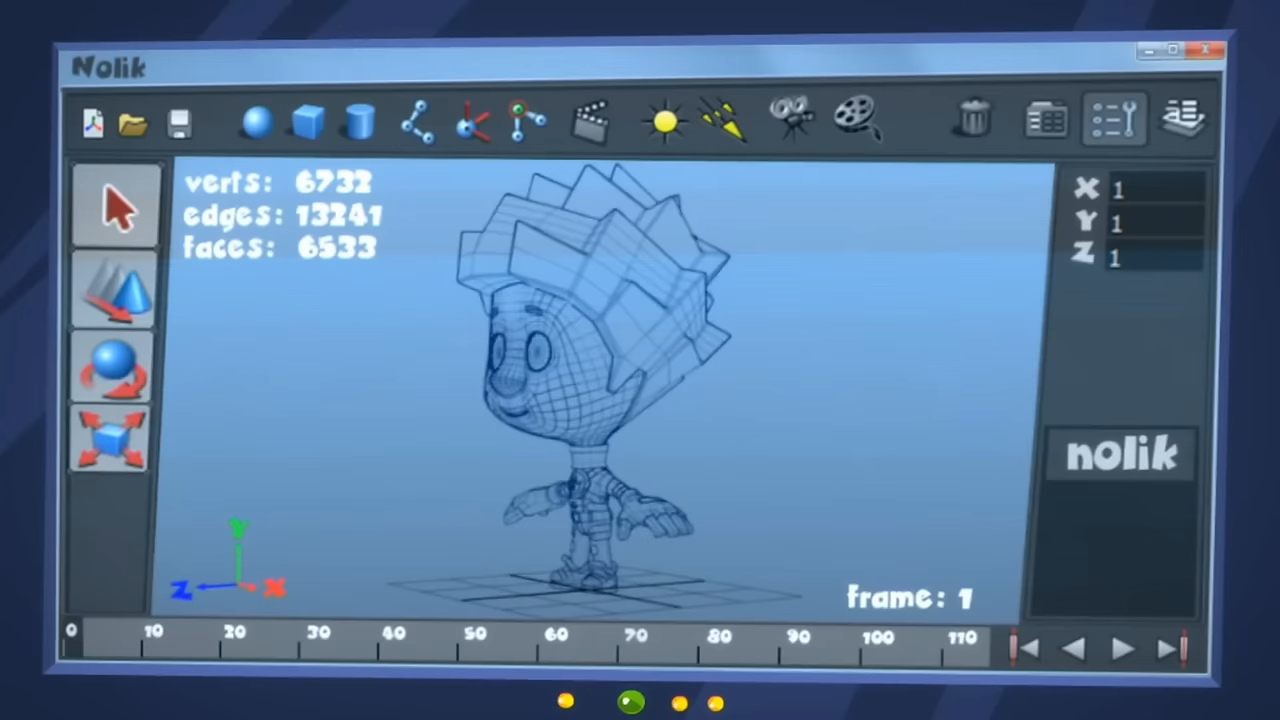 Nolik
verts: 6732
edges: 13241
faces: 6533
X 1
Y 1
Z 1
nolik
Y
Z X
frame: 1
0 10 20 30 40 50 60 70 80 90 100 110